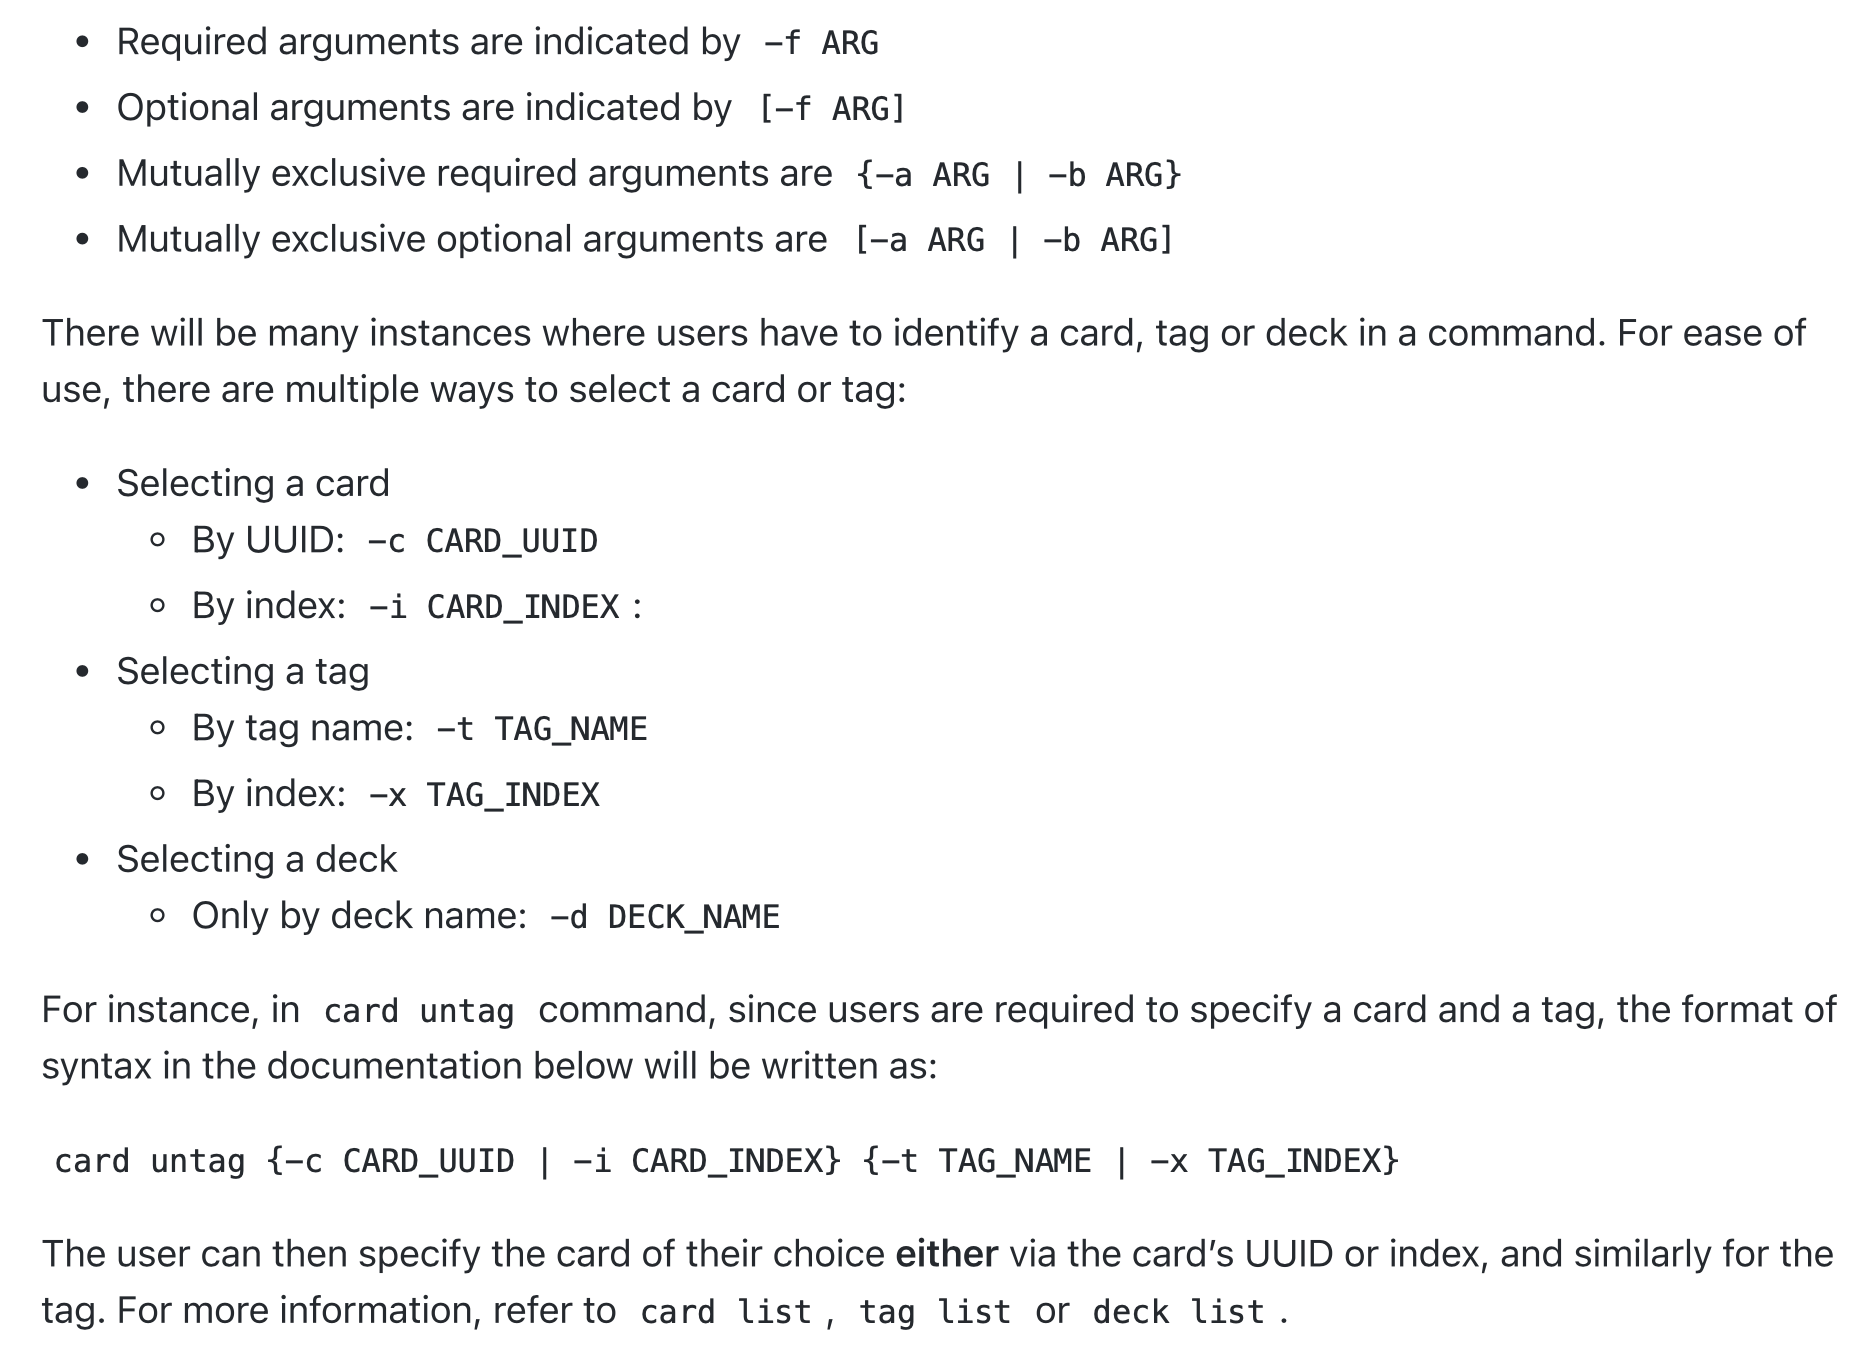 • Required arguments are indicated by -f ARG
• Optional arguments are indicated by [-f ARG]
• Mutually exclusive required arguments are {-a ARG | -b ARG}
• Mutually exclusive optional arguments are [-a ARG | -b ARG]
There will be many instances where users have to identify a card, tag or deck in a command. For ease of
use, there are multiple ways to select a card or tag:
• Selecting a card
◦ By UUID: -c CARD_UUID
◦ By index: -i CARD_INDEX :
• Selecting a tag
◦ By tag name: -t TAG_NAME
◦ By index: -x TAG_INDEX
• Selecting a deck
◦ Only by deck name: -d DECK_NAME
For instance, in card untag command, since users are required to specify a card and a tag, the format of
syntax in the documentation below will be written as:
card untag {-c CARD_UUID | -i CARD_INDEX} {-t TAG_NAME | -x TAG_INDEX}
The user can then specify the card of their choice either via the card’s UUID or index, and similarly for the
tag. For more information, refer to card list , tag list or deck list .